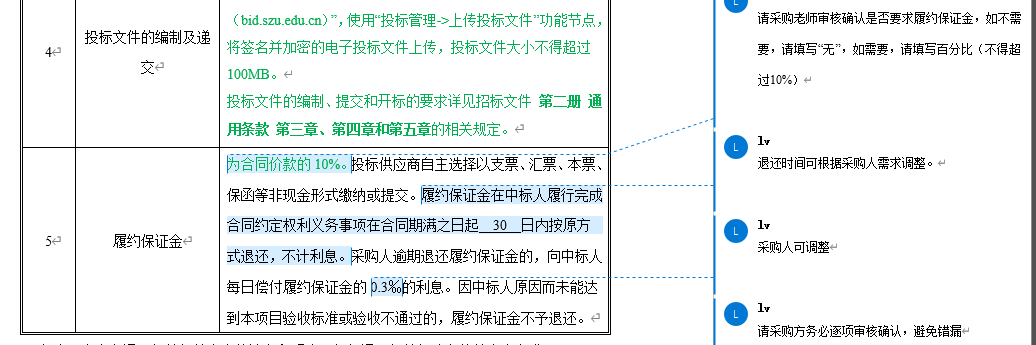 （bid.szu.edu.cn）”，使用“投标管理->上传投标文件”功能节点，
4
投标文件的编制及递
交
将签名并加密的电子投标文件上传，投标文件大小不得超过
100MB。
投标文件的编制、提交和开标的要求详见招标文件 第二册 通
用条款 第三章、第四章和第五章的相关规定。
5
履约保证金
为合同价款的 10%。投标供应商自主选择以支票、汇票、本票、
保函等非现金形式缴纳或提交。履约保证金在中标人履行完成
合同约定权利义务事项在合同期满之日起 30 日内按原方
式退还，不计利息。采购人逾期退还履约保证金的，向中标人
每日偿付履约保证金的 0.3‰的利息。因中标人原因而未能达
到本项目验收标准或验收不通过的，履约保证金不予退还。
L
请采购老师审核确认是否要求履约保证金，如不需
要，请填写“无”，如需要，请填写百分比（不得超
过10%）
L
lv
退还时间可根据采购人需求调整。
L
lv
采购人可调整
L
lv
请采购方务必逐项审核确认，避免错漏